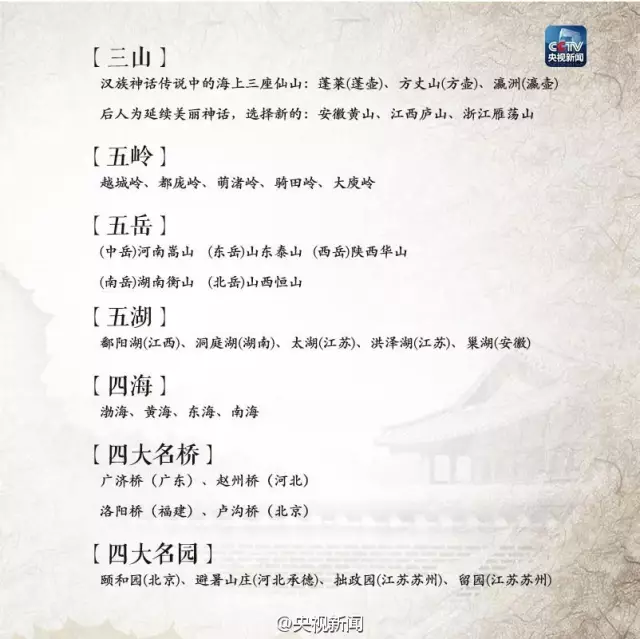 CCTV
央视新闻
【三山】
汉族神话传说中的海上三座仙山：蓬莱(蓬壶)、方丈山(方壶)、瀛洲(瀛壶)
后人为延续美丽神话，选择新的：安徽黄山、江西庐山、浙江雁荡山
【五岭】
越城岭、都庞岭、萌渚岭、骑田岭、大庾岭
【五岳】
(中岳)河南嵩山 (东岳)山东泰山 (西岳)陕西华山
(南岳)湖南衡山 (北岳)山西恒山
【五湖】
鄱阳湖(江西)、洞庭湖(湖南)、太湖(江苏)、洪泽湖(江苏)、巢湖(安徽)
【四海】
渤海、黄海、东海、南海
【四大名桥】
广济桥（广东）、赵州桥（河北）
洛阳桥（福建）、卢沟桥（北京）
【四大名园】
颐和园(北京)、避暑山庄(河北承德)、拙政园(江苏苏州)、留园(江苏苏州)
@央视新闻